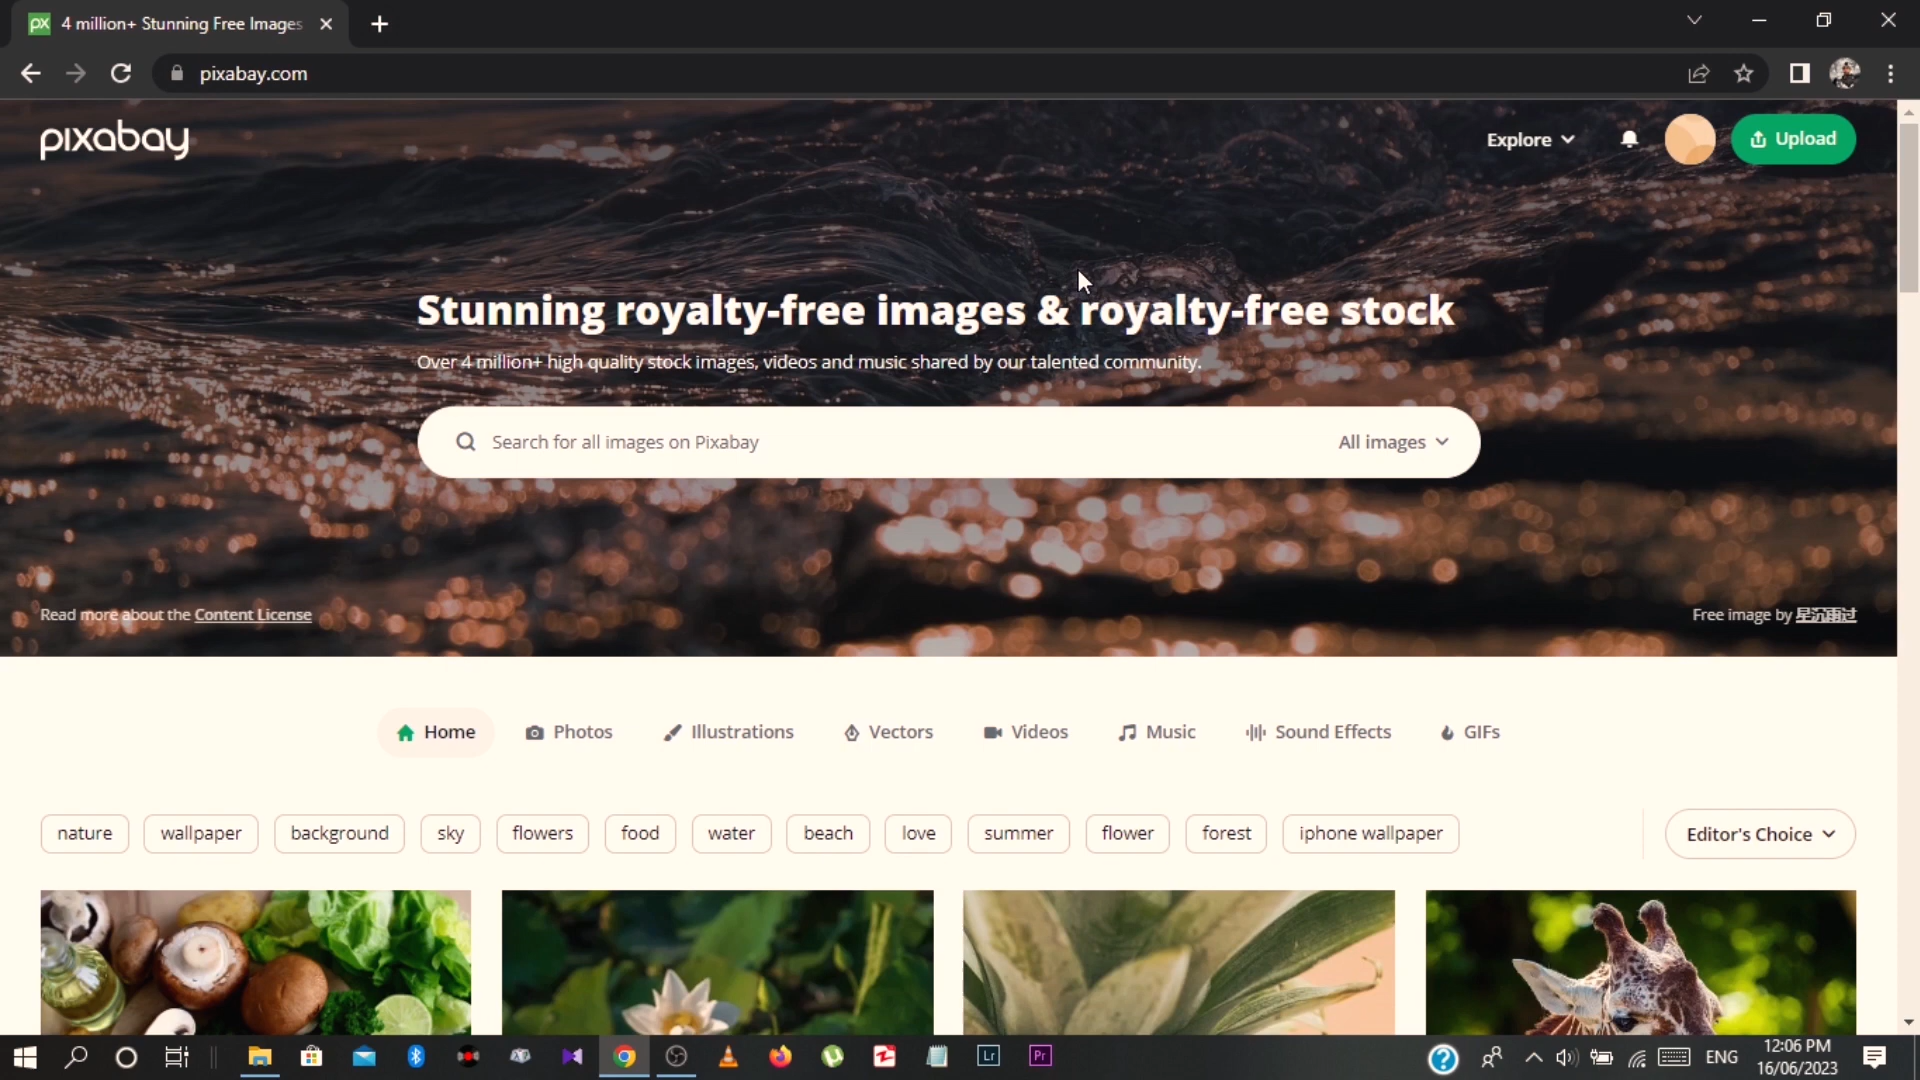 px 4 million+ Stunning Free Images
pixabay.com
pixabay
Explore
Upload
Stunning royalty-free images & royalty-free stock
Over 4 million+ high quality stock images, videos and music shared by our talented community.
Search for all images on Pixabay
All images
Read more about the Content License
Free image by
Home
Photos
Illustrations
Vectors
Videos
Music
Sound Effects
GIFs
nature
wallpaper
background
sky
flowers
food
water
beach
love
summer
flower
forest
iphone wallpaper
Editor's Choice
Lr
Pr
ENG
12:06 PM
16/06/2023